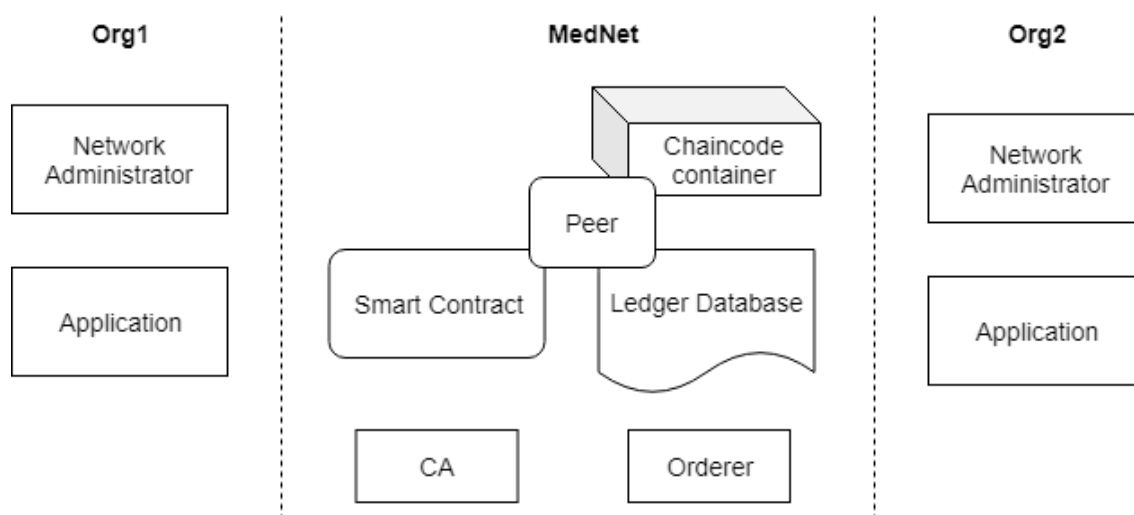 Org1
MedNet
Org2
Network
Administrator
Application
Chaincode
container
Peer
Smart Contract
Ledger Database
CA
Orderer
Network
Administrator
Application